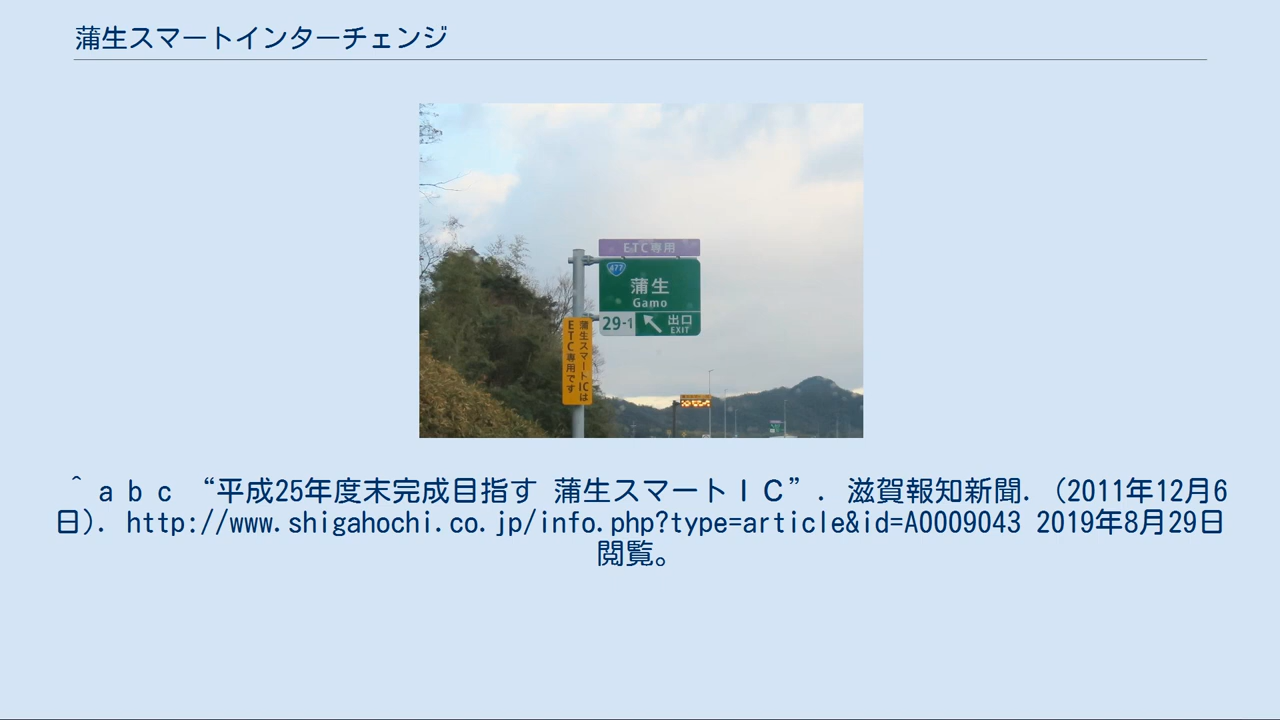 蒲生スマートインターチェンジ
ETC専用
477
蒲生
Gamo
29-1
出口
EXIT
蒲生スマートICは
ETC専用です
^ a b c “平成25年度末完成目指す 蒲生スマートＩＣ”. 滋賀報知新聞. (2011年12月6
日). http://www.shigahochi.co.jp/info.php?type=article&id=A0009043 2019年8月29日
閲覧。